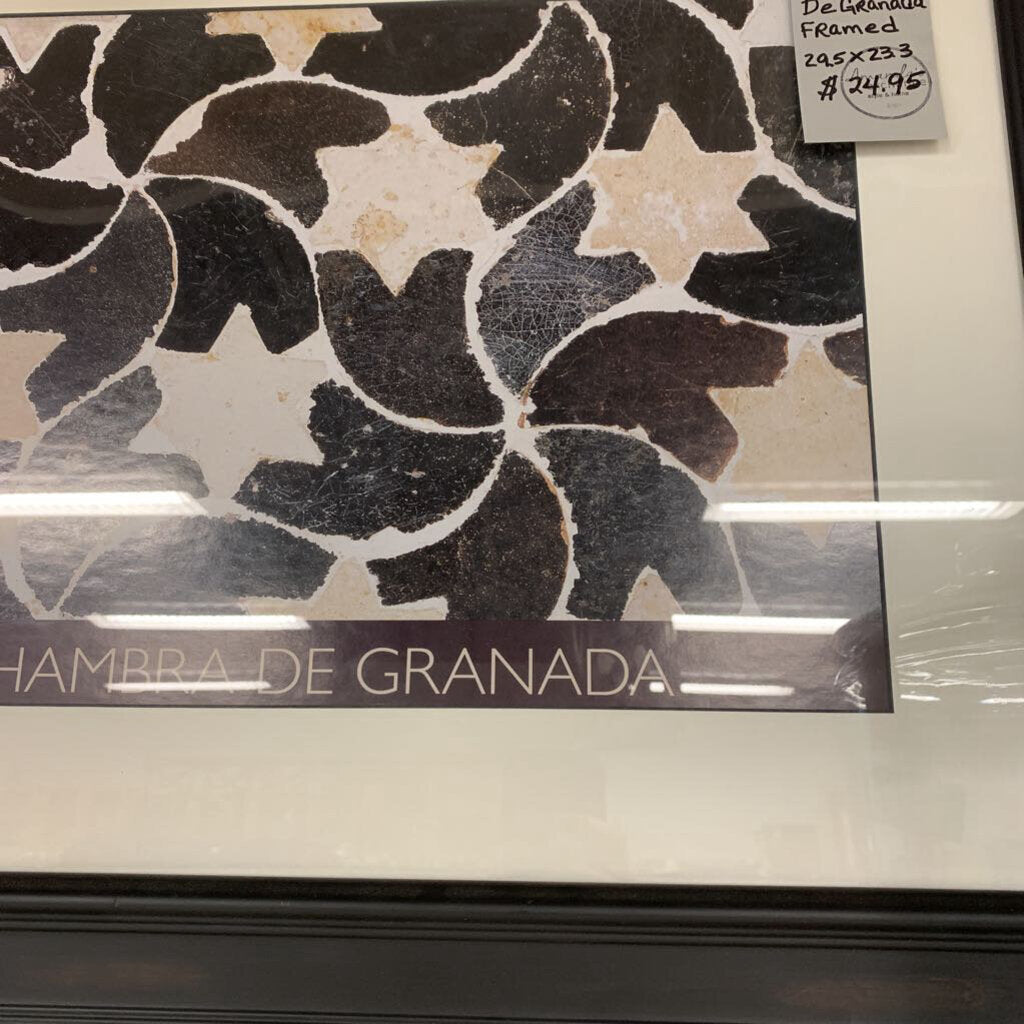 De Granada
FRamed
29.5X23.3
$24.95
HAMBRA DE GRANADA